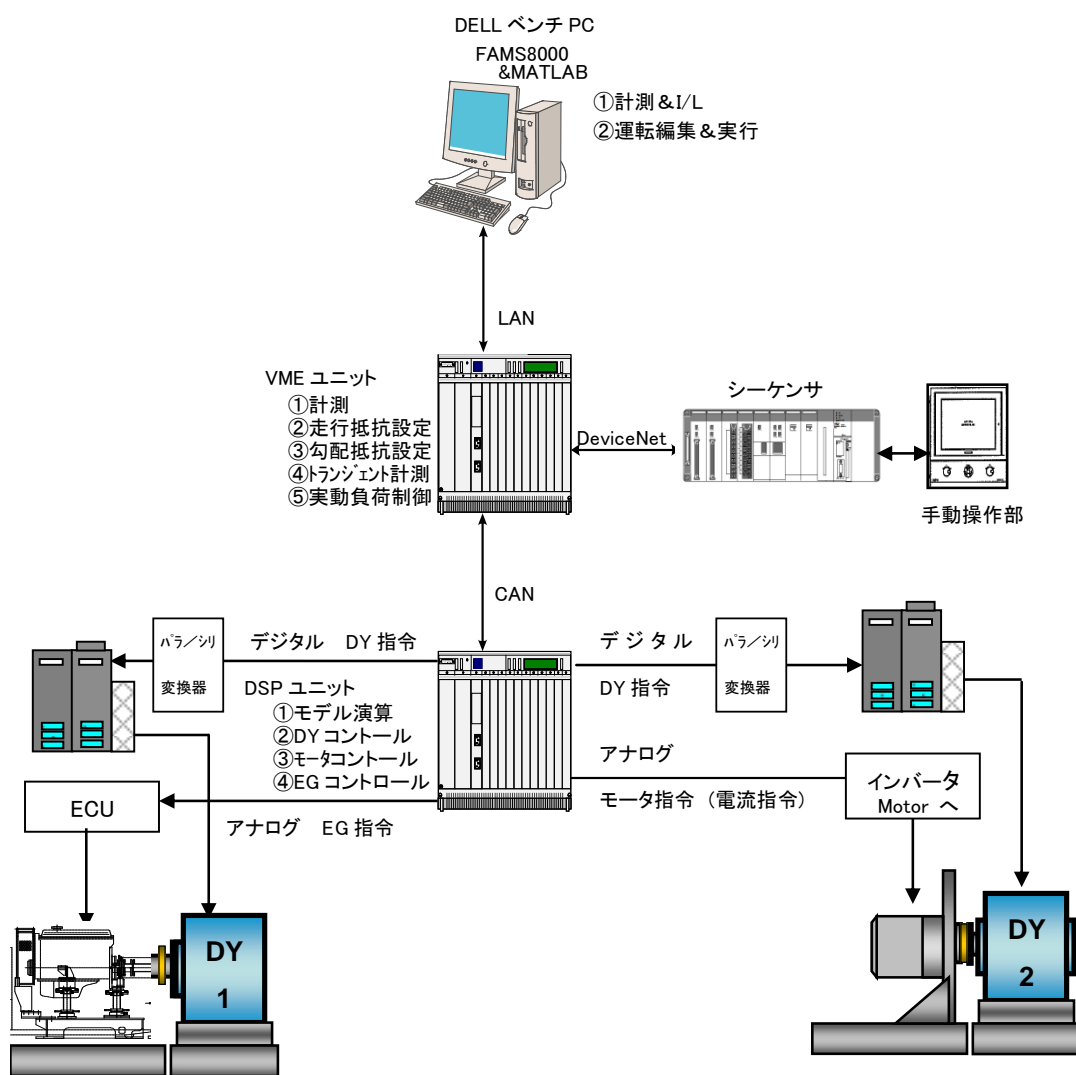 DELL ベンチ PC
FAMS8000
&MATLAB
①計測&I/L
②運転編集&実行
LAN
VME ユニット
①計測
②走行抵抗設定
③勾配抵抗設定
④トランジェント計測
⑤実動負荷制御
DeviceNet
シーケンサ
手動操作部
CAN
パラ/シリ
変換器
デジタル DY 指令
デジタル
DY 指令
パラ/シリ
変換器
DSP ユニット
①モデル演算
②DY コントール
③モータコントール
④EG コントロール
アナログ
モータ指令(電流指令)
インバータ
Motor へ
ECU
アナログ EG 指令
DY
1
DY
2